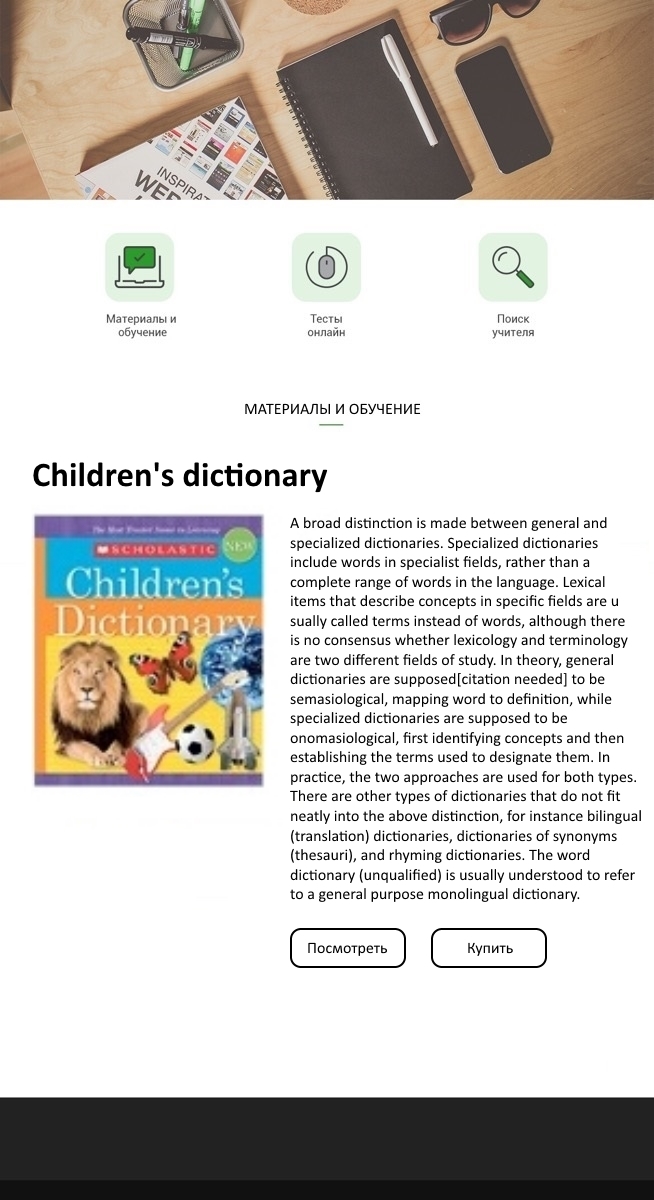 INSPIRAT
WEB
Материалы и
обучение
Тесты
онлайн
Поиск
учителя
МАТЕРИАЛЫ И ОБУЧЕНИЕ
Children's dictionary
The Most Trusted Name in Learning
SCHOLASTIC
NEW
Children's
Dictionary
A broad distinction is made between general and
specialized dictionaries. Specialized dictionaries
include words in specialist fields, rather than a
complete range of words in the language. Lexical
items that describe concepts in specific fields are u
sually called terms instead of words, although there
is no consensus whether lexicology and terminology
are two different fields of study. In theory, general
dictionaries are supposed[citation needed] to be
semasiological, mapping word to definition, while
specialized dictionaries are supposed to be
onomasiological, first identifying concepts and then
establishing the terms used to designate them. In
practice, the two approaches are used for both types.
There are other types of dictionaries that do not fit
neatly into the above distinction, for instance bilingual
(translation) dictionaries, dictionaries of synonyms
(thesauri), and rhyming dictionaries. The word
dictionary (unqualified) is usually understood to refer
to a general purpose monolingual dictionary.
Посмотреть
Купить